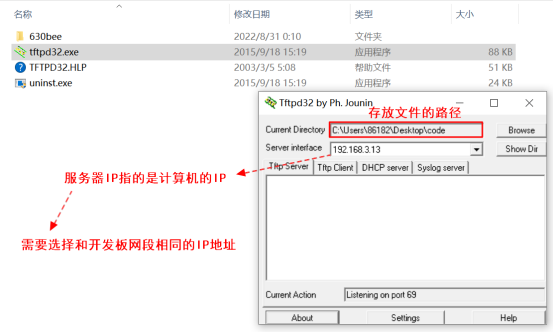 名称 修改日期 类型 大小
630bee 2022/8/31 0:10 文件夹
tftpd32.exe 2015/9/18 15:19 应用程序 88 KB
TFTPD32.HLP 2003/3/5 5:08 帮助文件 51 KB
uninst.exe 2015/9/18 15:19 应用程序 24 KB
Tftpd32 by Ph. Jounin
存放文件的路径
Current Directory C:\Users\86182\Desktop\code Browse
Server interface 192.168.3.13 Show Dir
Tftp Server Tftp Client DHCP server Syslog server
服务器IP指的是计算机的IP
需要选择和开发板网段相同的IP地址
Current Action Listening on port 69
About Settings Help